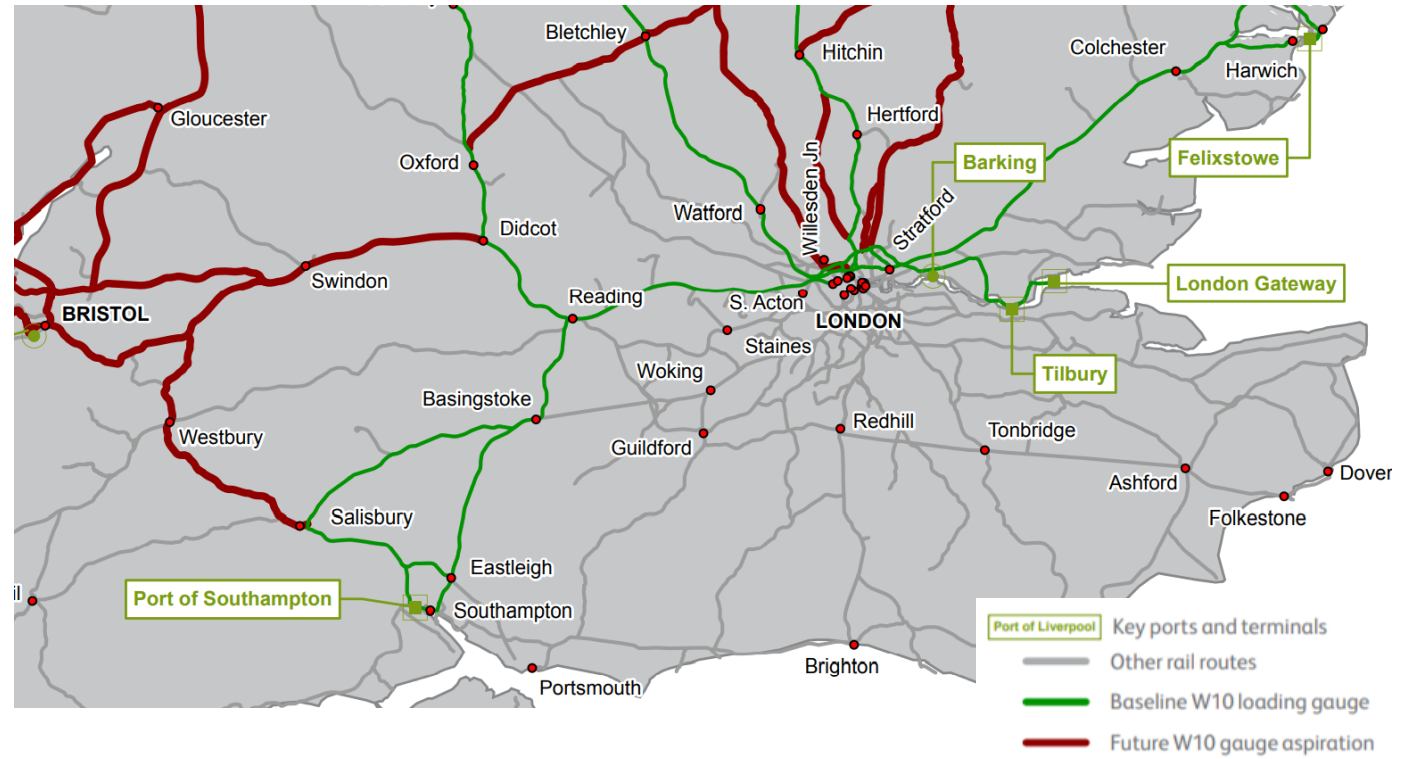 Bletchley
Hitchin
Colchester
Harwich
Gloucester
Hertford
Oxford
Barking
Felixstowe
Willesden Jn
Watford
Stratford
Didcot
Swindon
Reading
S. Acton
London Gateway
BRISTOL
LONDON
Staines
Woking
Tilbury
Basingstoke
Redhill
Tonbridge
Westbury
Guildford
Ashford
Dover
Salisbury
Folkestone
Eastleigh
il
Port of Southampton
Southampton
Brighton
Portsmouth
Port of Liverpool Key ports and terminals
Other rail routes
Baseline W10 loading gauge
Future W10 gauge aspiration